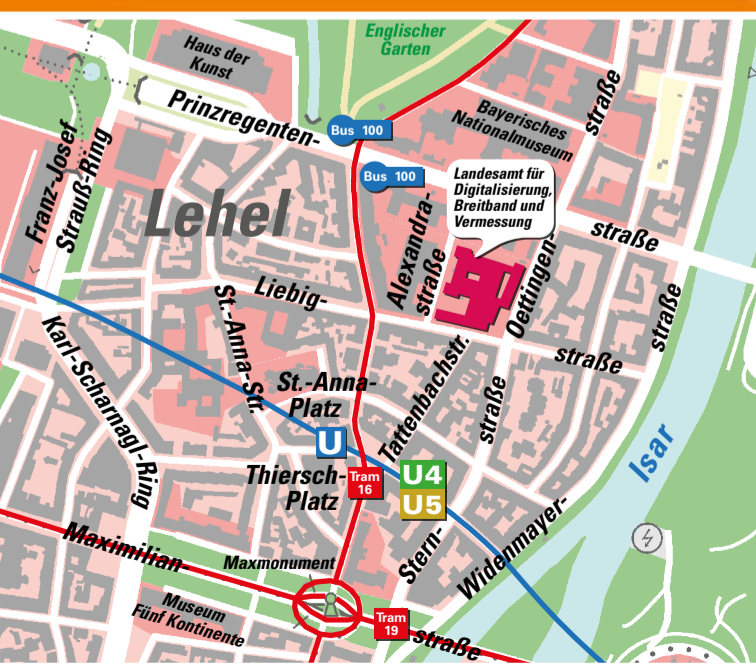 Englischer
Garten
Haus der
Kunst
Prinzregenten-
Bus 100
Bayerisches
Nationalmuseum
straße
Franz-Josef
Strauß-Ring
Bus 100
Landesamt für
Digitalisierung,
Breitband und
Vermessung
Lehel
Alexandra-
straße
straße
Oettingen-
Liebig-
St.-Anna-Str.
straße
straße
Karl-Scharnagl-Ring
St.-Anna-
Platz
Tattenbachstr.
straße
U
Isar
Thiersch-
Platz
Tram
16
U4
U5
Maximilian-
Maxmonument
Stern-
Widenmayer-
Museum
Fünf Kontinente
Tram
19
straße